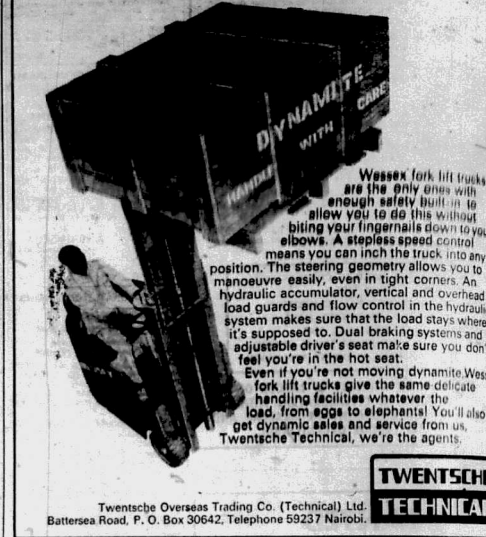 DYNAMITE
HANDLE WITH CARE
Wessex fork lift trucks
are the only ones with
enough safety built-in to
allow you to do this without
biting your fingernails down to you
elbows. A stepless speed control
means you can inch the truck into any
position. The steering geometry allows you to
manoeuvre easily, even in tight corners. An
hydraulic accumulator, vertical and overhead
load guards and flow control in the hydrauli
system makes sure that the load stays where
it's supposed to. Dual braking systems and
adjustable driver's seat make sure you don'
feel you're in the hot seat.
Even if you're not moving dynamite, Wes
fork lift trucks give the same delicate
handling facilities whatever the
load, from eggs to elephants! You'll also
get dynamic sales and service from us,
Twentsche Technical, we're the agents.
TWENTSCHE
TECHNICAL
Twentsche Overseas Trading Co. (Technical) Ltd.
Battersea Road, P. O. Box 30642, Telephone 59237 Nairobi.